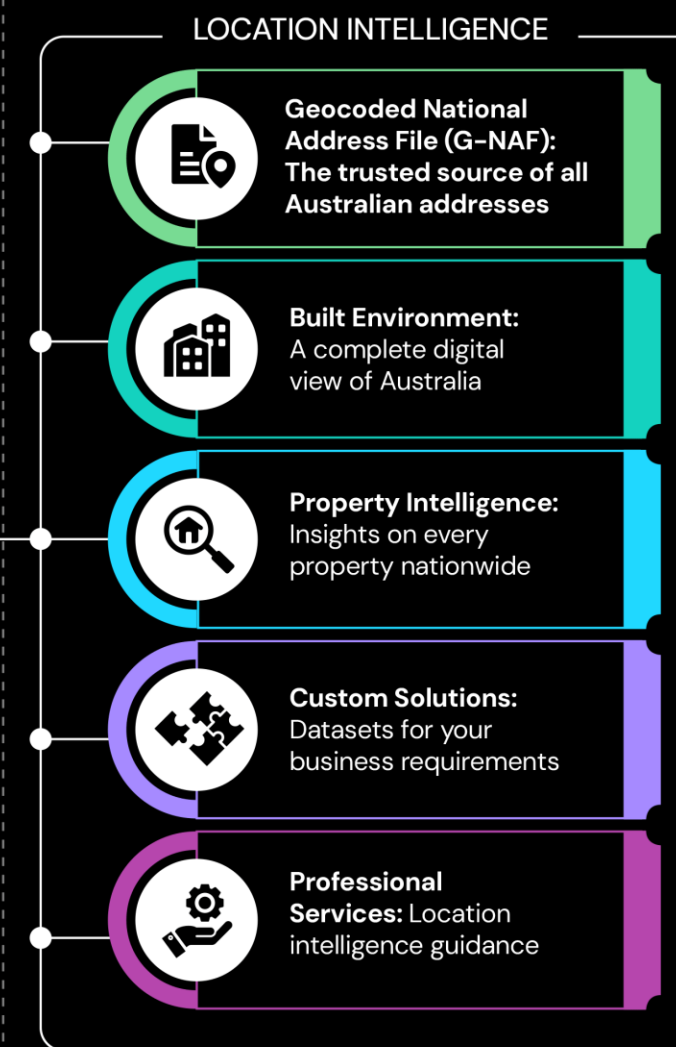 LOCATION INTELLIGENCE
Geocoded National
Address File (G-NAF):
The trusted source of all
Australian addresses
Built Environment:
A complete digital
view of Australia
Property Intelligence:
Insights on every
property nationwide
Custom Solutions:
Datasets for your
business requirements
Professional
Services: Location
intelligence guidance